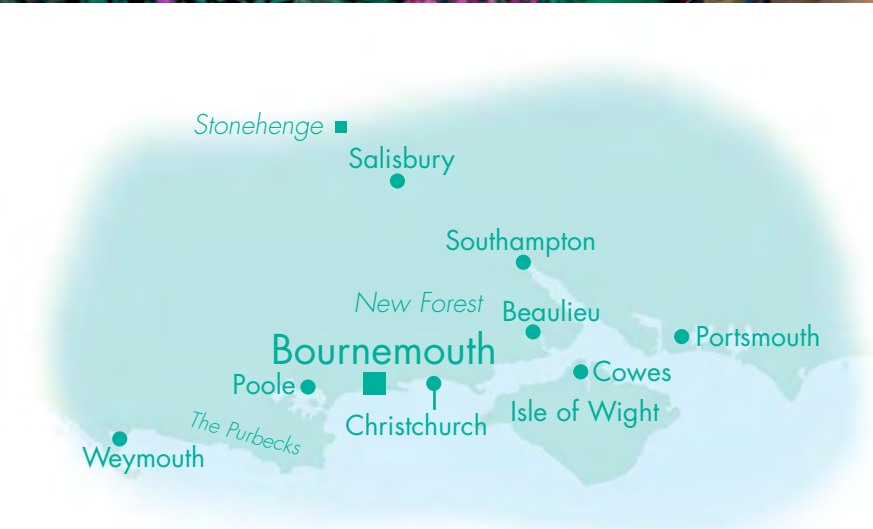 Stonehenge
Salisbury
Southampton
New Forest
Beaulieu
Bournemouth
Portsmouth
Poole
Cowes
Christchurch
Isle of Wight
The Purbecks
Weymouth